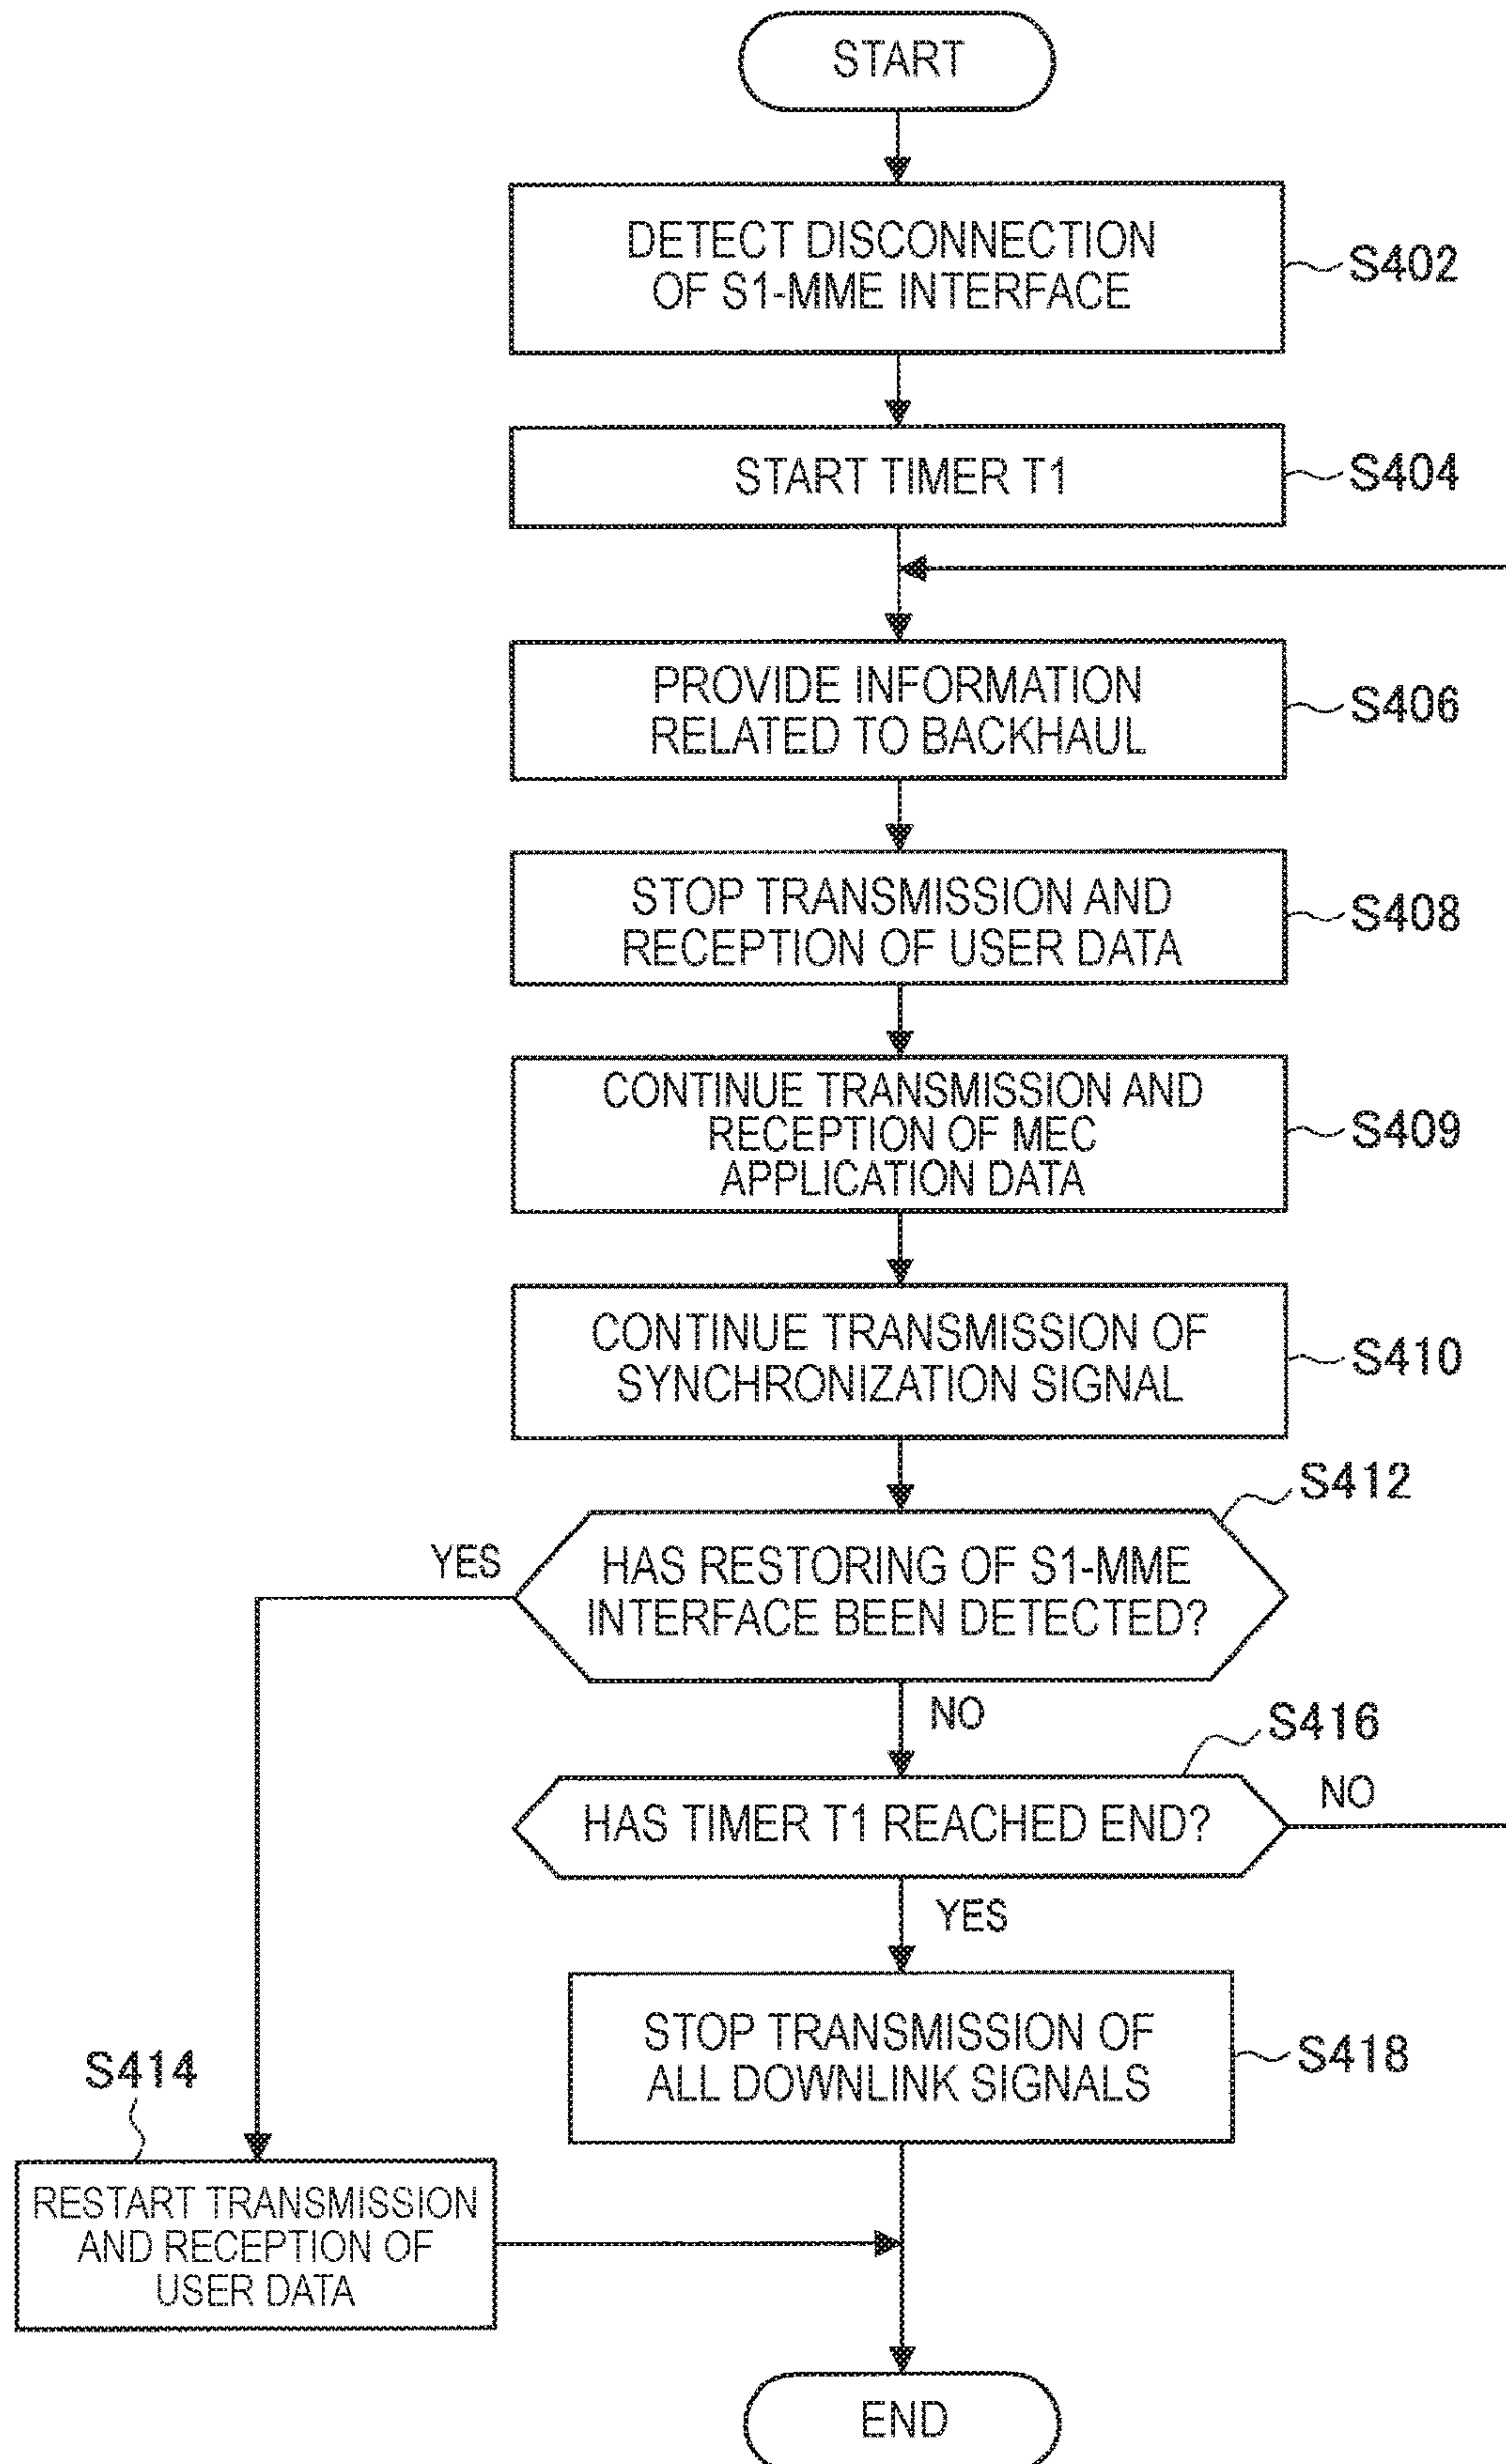 START
DETECT DISCONNECTION
OF S1-MME INTERFACE
S402
START TIMER T1
S404
PROVIDE INFORMATION
RELATED TO BACKHAUL
S406
STOP TRANSMISSION AND
RECEPTION OF USER DATA
S408
CONTINUE TRANSMISSION AND
RECEPTION OF MEC
APPLICATION DATA
S409
CONTINUE TRANSMISSION OF
SYNCHRONIZATION SIGNAL
S410
S412
YES
HAS RESTORING OF S1-MME
INTERFACE BEEN DETECTED?
NO
S416
HAS TIMER T1 REACHED END?
NO
YES
STOP TRANSMISSION OF
ALL DOWNLINK SIGNALS
S418
S414
RESTART TRANSMISSION
AND RECEPTION OF
USER DATA
END